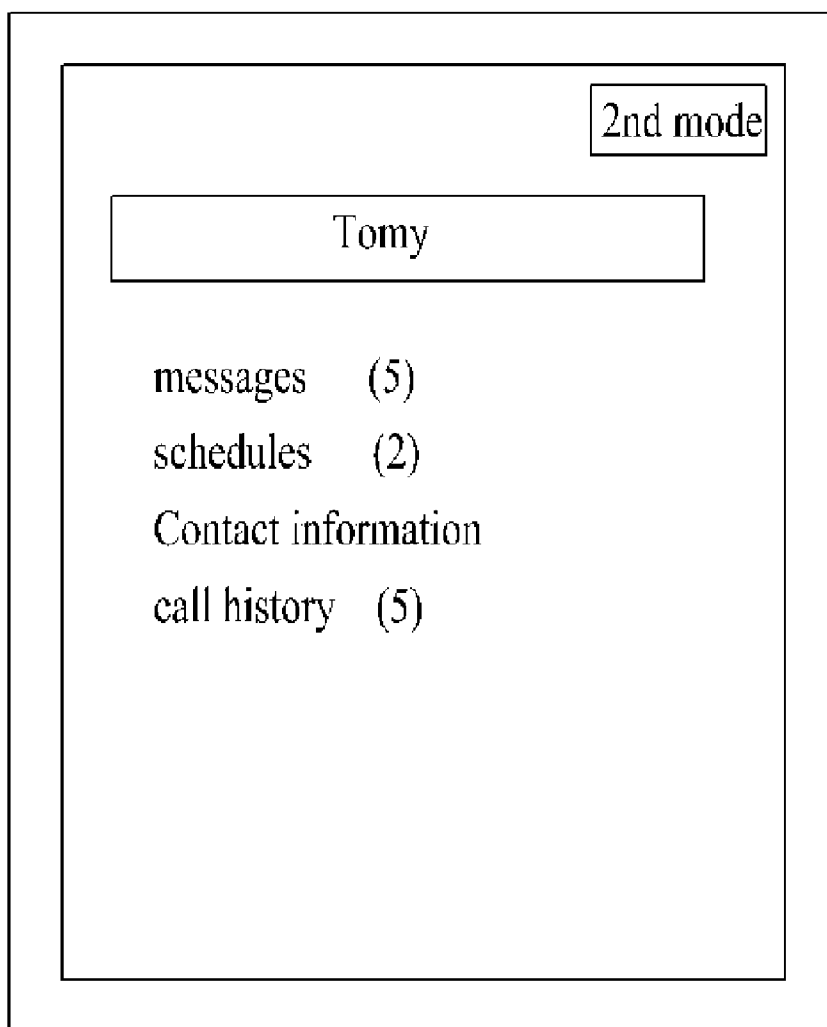 2nd mode
Tomy
messages (5)
schedules (2)
Contact information
call history (5)